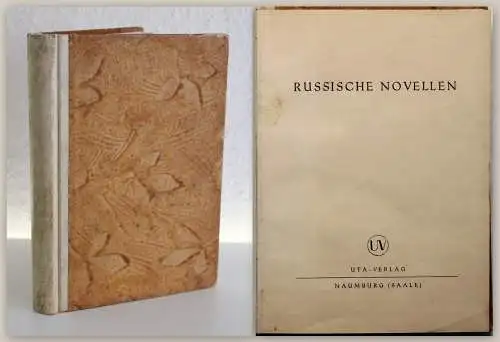 RUSSISCHE NOVELLEN
UV
UTA-VERLAG
NAUMBURG (SAALE)